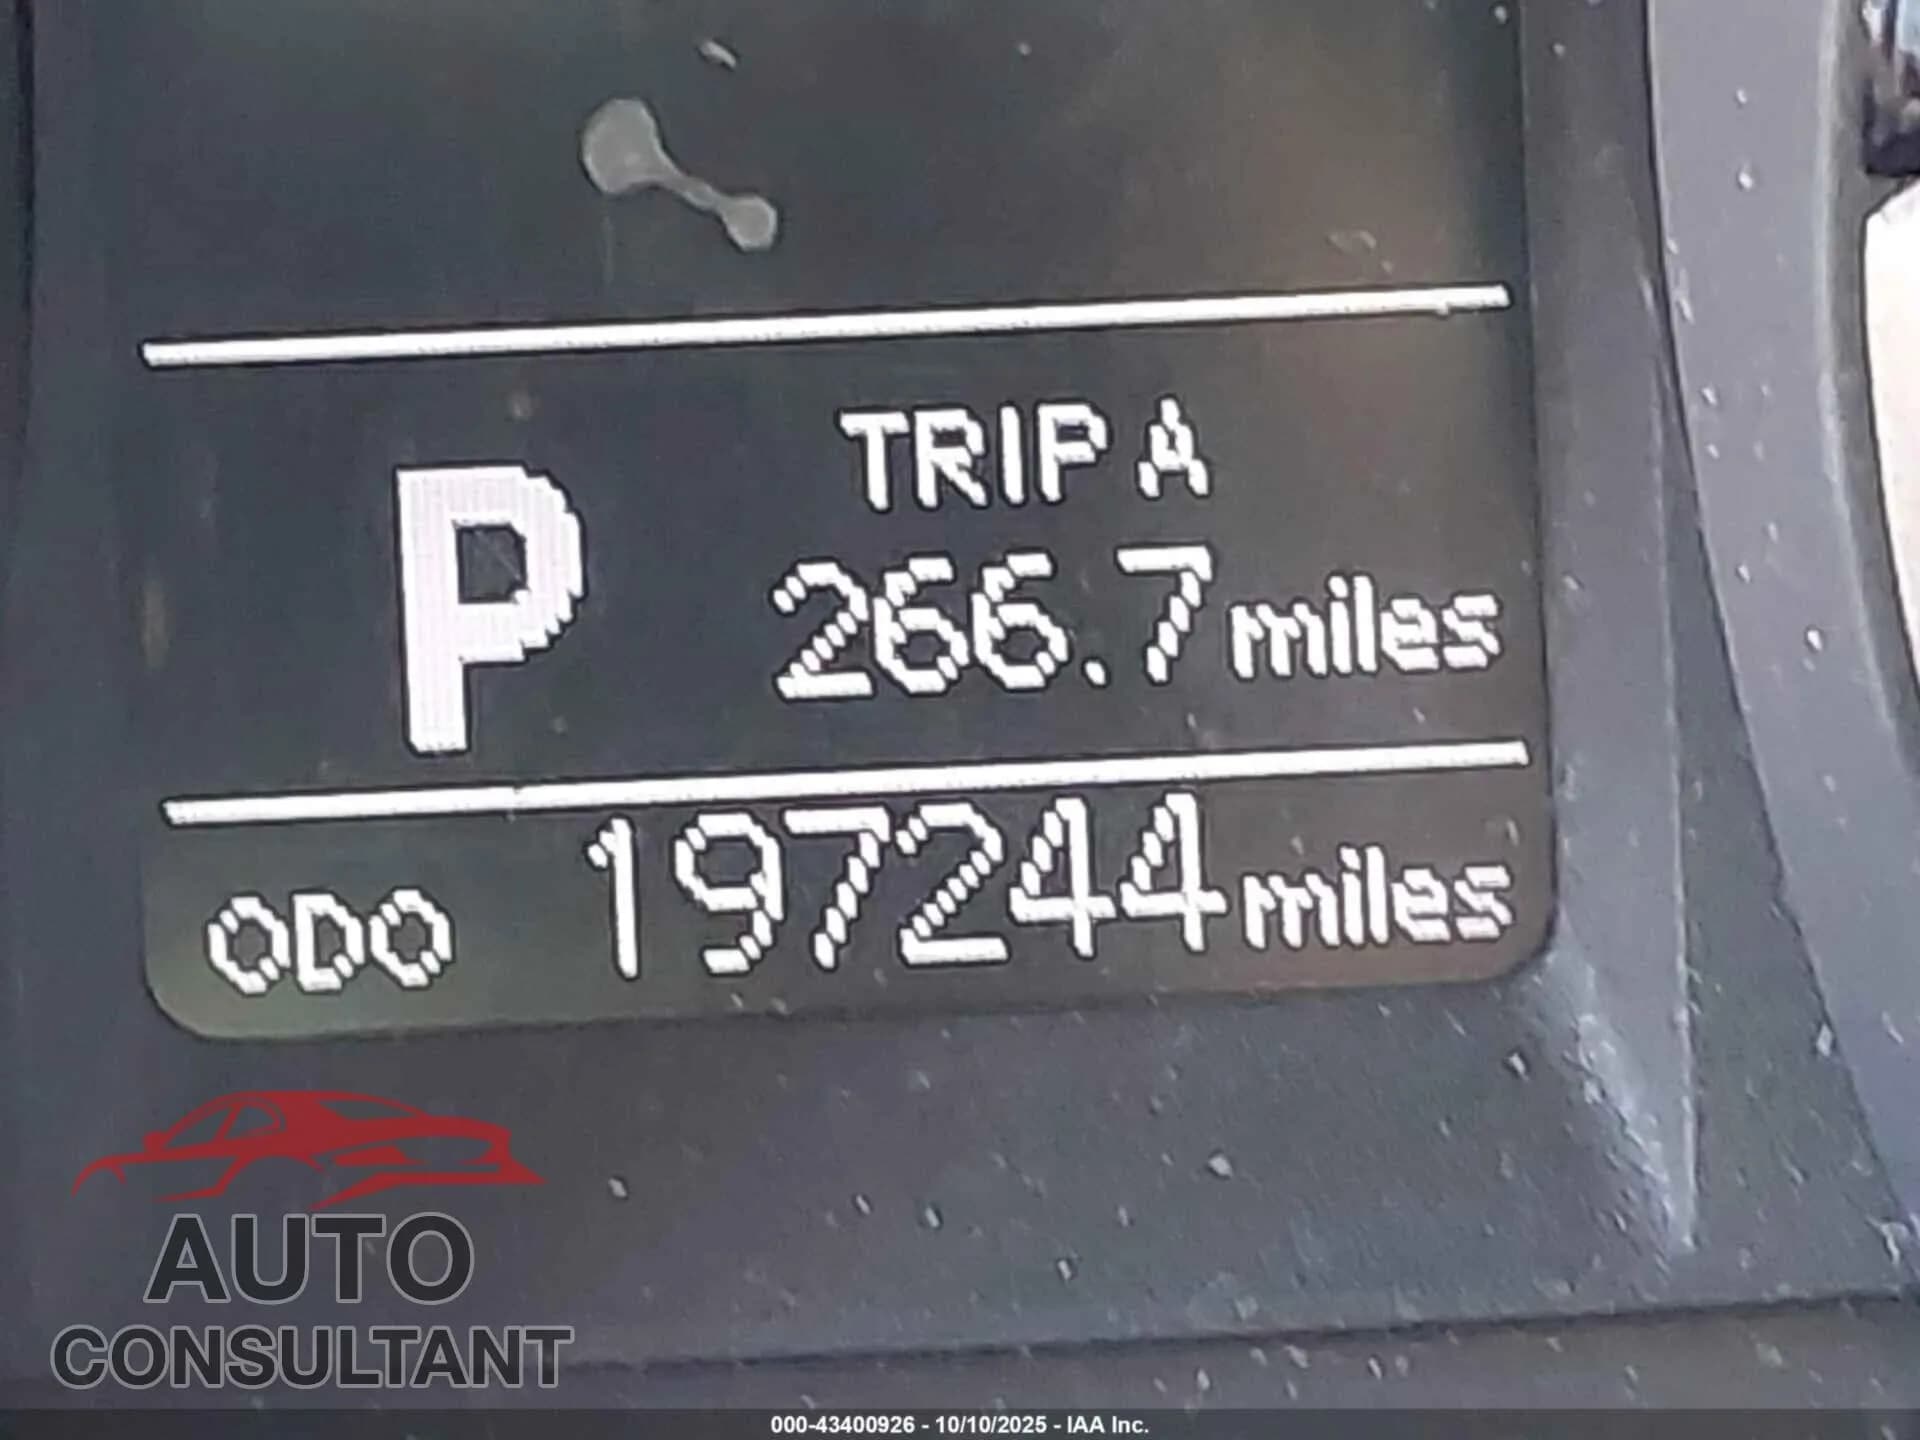 TRIP A
P 266.7 miles
ODO 197244 miles
AUTO
CONSULTANT
000-43400926 - 10/10/2025 - IAA Inc.